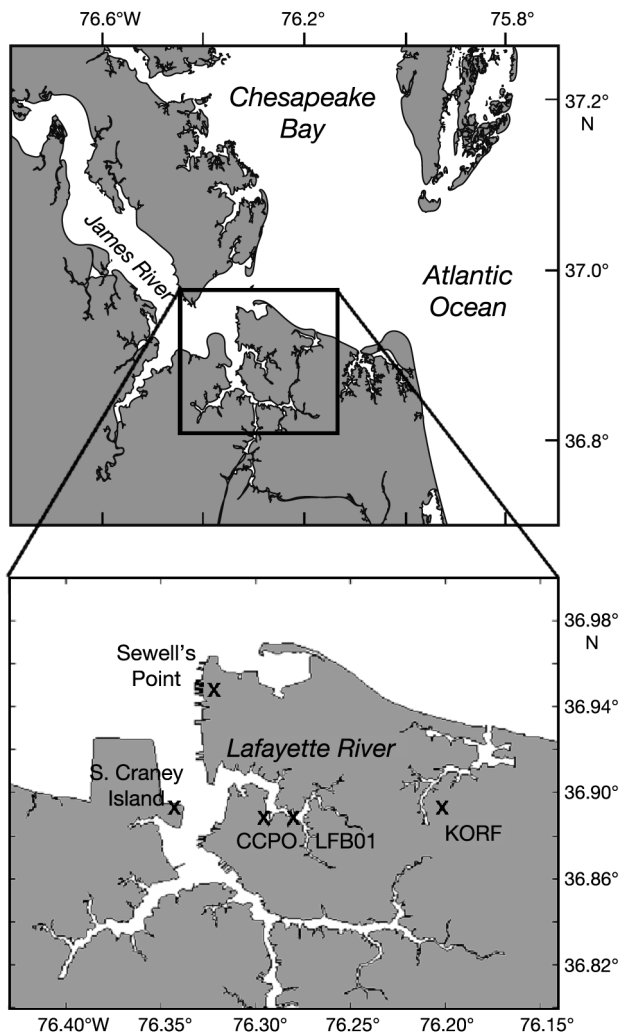 76.6°W 76.2° 75.8°
Chesapeake
Bay
37.2°
N
James River
37.0°
Atlantic
Ocean
36.8°
36.98°
N
Sewell's
Point
X
36.94°
Lafayette River
S. Craney
Island
X
36.90°
X X X
CCPO LFB01 KORF
36.86°
36.82°
76.40°W 76.35° 76.30° 76.25° 76.20° 76.15°